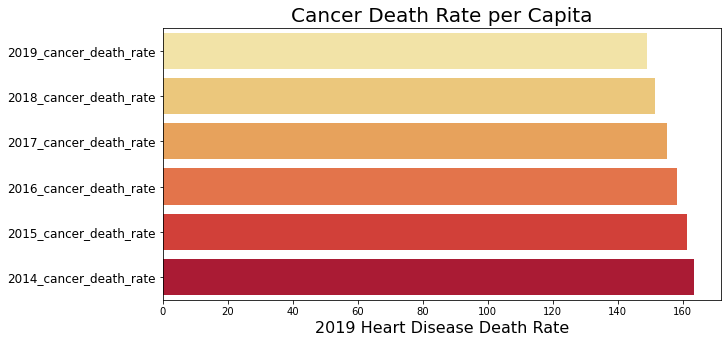 Cancer Death Rate per Capita
2019_cancer_death_rate
2018_cancer_death_rate
2017_cancer_death_rate
2016_cancer_death_rate
2015_cancer_death_rate
2014_cancer_death_rate
0 20 40 60 80 100 120 140 160
2019 Heart Disease Death Rate